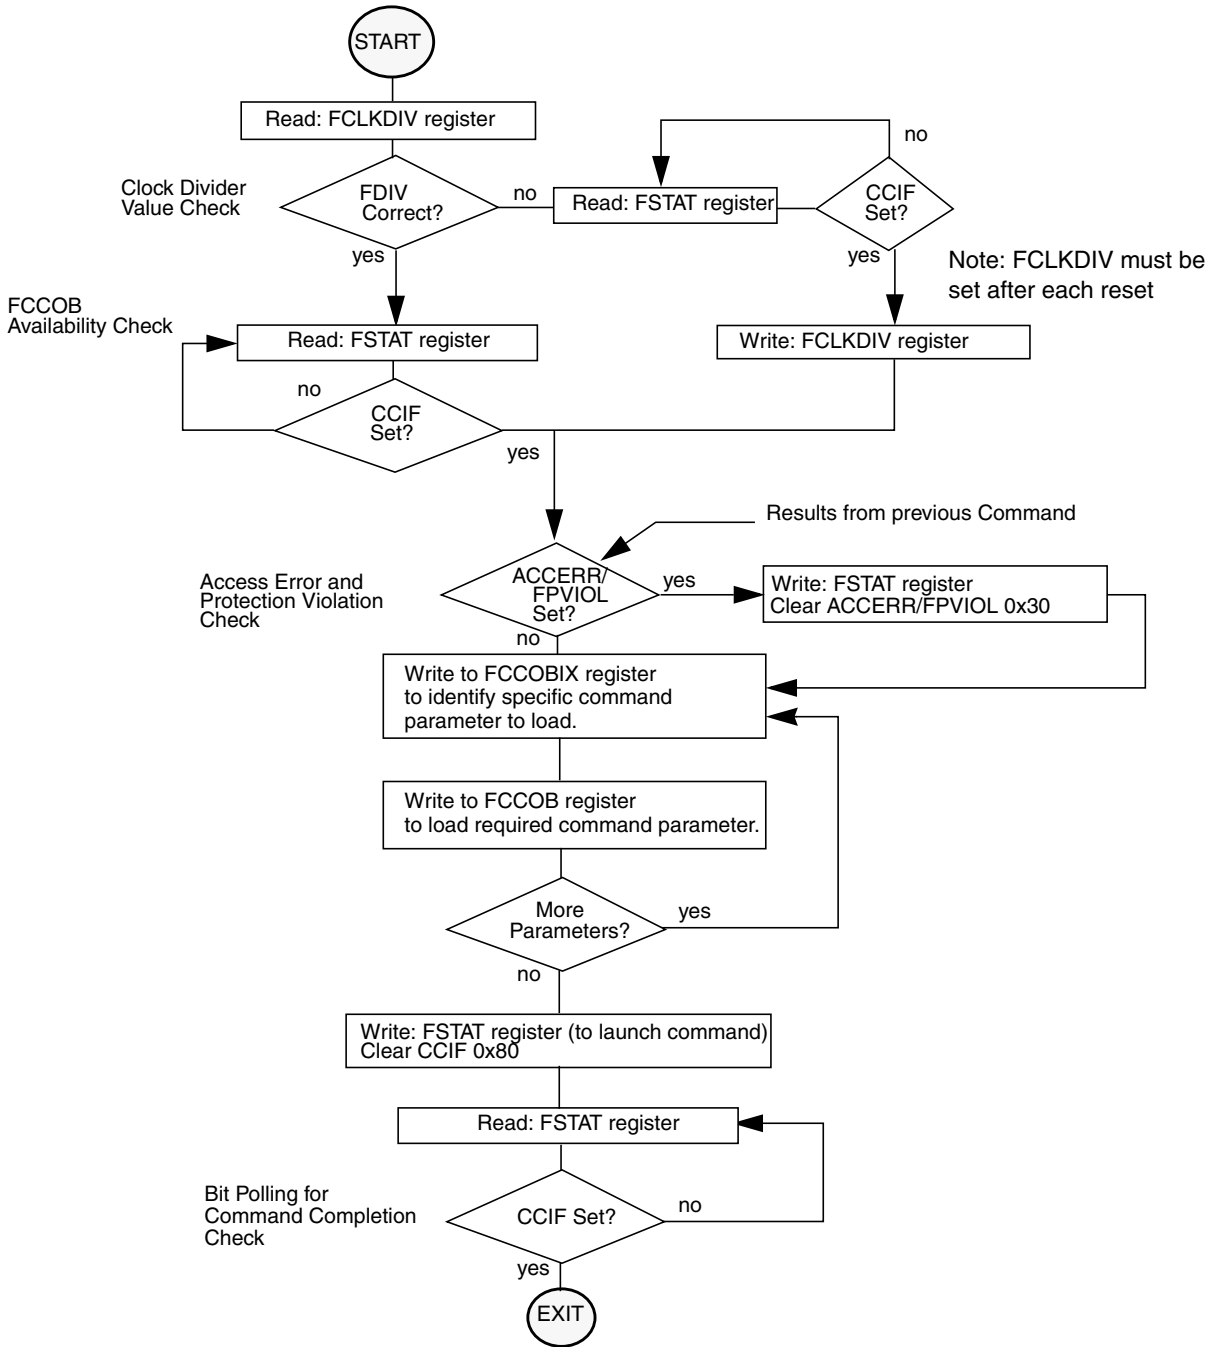 START
Read: FCLKDIV register
Clock Divider
Value Check
FDIV
Correct?
no
Read: FSTAT register
CCIF
Set?
no
yes
yes
Note: FCLKDIV must be
set after each reset
FCCOB
Availability Check
Read: FSTAT register
Write: FCLKDIV register
no
CCIF
Set?
yes
Results from previous Command
Access Error and
Protection Violation
Check
ACCERR/
FPVIOL
Set?
yes
Write: FSTAT register
Clear ACCERR/FPVIOL 0x30
no
Write to FCCOBIX register
to identify specific command
parameter to load.
Write to FCCOB register
to load required command parameter.
More
Parameters?
yes
no
Write: FSTAT register (to launch command)
Clear CCIF 0x80
Read: FSTAT register
Bit Polling for
Command Completion
Check
CCIF Set?
no
yes
EXIT